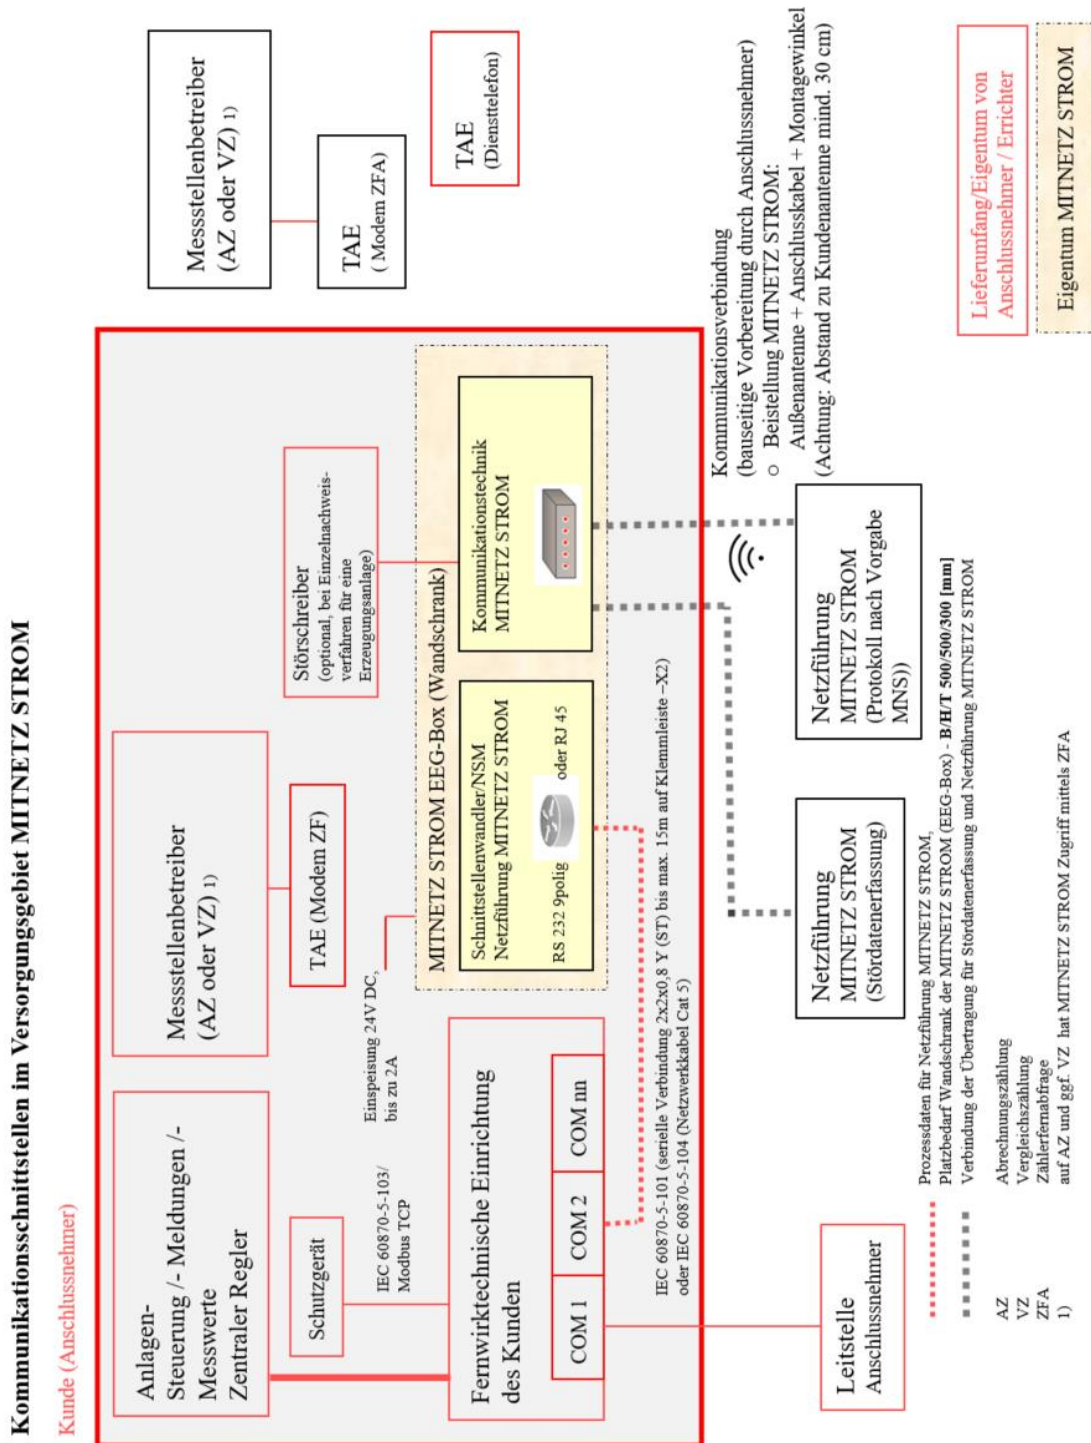 Kommunikationsschnittstellen im Versorgungsgebiet MITNETZ STROM
Kunde (Anschlussnehmer)
Anlagen-
Steuerung /- Meldungen /-
Messwerte
Zentraler Regler
Messstellenbetreiber
(AZ oder VZ) 1)
Messstellenbetreiber
(AZ oder VZ) 1)
Schutzgerät
TAE (Modem ZF)
Störschreiber
(optional, bei Einzelnachweis-
verfahren für eine
Erzeugungsanlage)
TAE
( Modem ZFA)
TAE
(Diensttelefon)
IEC 60870-5-103/
Modbus TCP
Einspeisung 24V DC,
bis zu 2A
MITNETZ STROM EEG-Box (Wandschrank)
Fernwirktechnische Einrichtung
des Kunden
COM 1
COM 2
COM nn
Schnittstellenwandler/NSM
Netzführung MITNETZ STROM
RS 232 9polig
oder RJ 45
Kommunikationstechnik
MITNETZ STROM
IEC 60870-5-101 (serielle Verbindung 2x2x0,8 Y (ST) bis max. 15m auf Klemmleiste –X2)
oder IEC 60870-5-104 (Netzwerkkabel Cat 5)
Kommunikationsverbindung
(bauseitige Vorbereitung durch Anschlussnehmer)
o Beistellung MITNETZ STROM:
Außenantenne + Anschlusskabel + Montagewinkel
(Achtung: Abstand zu Kundenantenne mind. 30 cm)
Leitstelle
Anschlussnehmer
Netzführung
MITNETZ STROM
(Stördatenerfassung)
Netzführung
MITNETZ STROM
(Protokoll nach Vorgabe
MNS))
Prozessdaten für Netzführung MITNETZ STROM,
Platzbedarf Wandschrank der MITNETZ STROM (EEG-Box) - B/H/T 500/500/300 [mm]
Verbindung der Übertragung für Stördatenerfassung und Netzführung MITNETZ STROM
AZ Abrechnungszählung
VZ Vergleichszählung
ZFA Zählerfernabfrage
1) auf AZ und ggf. VZ hat MITNETZ STROM Zugriff mittels ZFA
Lieferumfang/Eigentum von
Anschlussnehmer / Errichter
Eigentum MITNETZ STROM